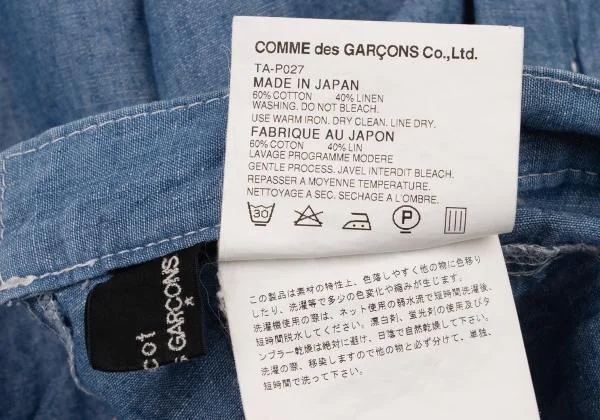 COMME des GARÇONS Co.,Ltd.
TA-P027
MADE IN JAPAN
60% COTTON 40% LINEN
WASHING. DO NOT BLEACH.
USE WARM IRON. DRY CLEAN. LINE DRY.
FABRIQUE AU JAPON
60% COTON 40% LIN
LAVAGE PROGRAMME MODERE
GENTLE PROCESS. JAVEL INTERDIT BLEACH.
REPASSER A MOYENNE TEMPERATURE.
NETTOYAGE A SEC. SECHAGE A L'OMBRE.
30 P
この製品は素材の特性上、色落しやすく他の物に色移り
したり、洗濯等で多少の色変化や縮みが生じます。
洗濯機使用の際は、ネット使用の弱水流で短時間洗濯後、
短時間脱水してください。漂白剤、蛍光剤の使用及びタ
ンブラー乾燥は絶対に避け、日陰で自然乾燥して下さい。
洗濯の際、移染しますので他の物と必ず分けて、単独、
短時間で洗って下さい。
cot
GARÇONS